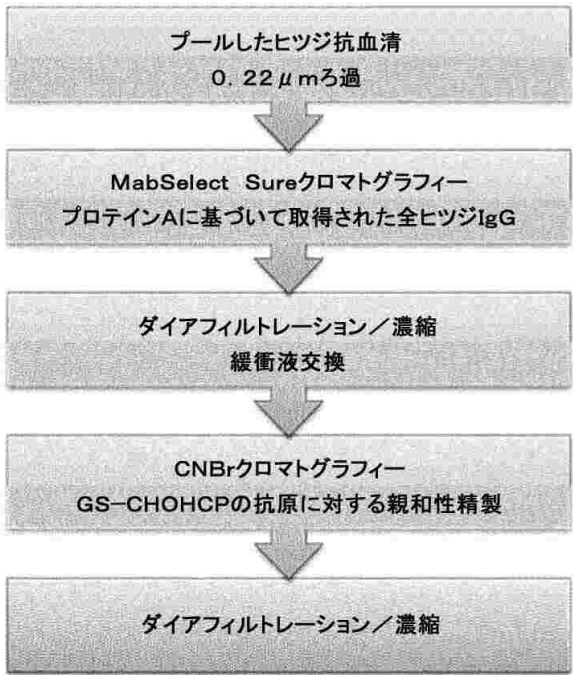 プールしたヒツジ抗血清
0. 22μmろ過
MabSelect Sureクロマトグラフィー
プロテインAに基づいて取得された全ヒツジIgG
ダイアフィルトレーション／濃縮
緩衝液交換
CNBrクロマトグラフィー
GS−CHOHCPの抗原に対する親和性精製
ダイアフィルトレーション／濃縮